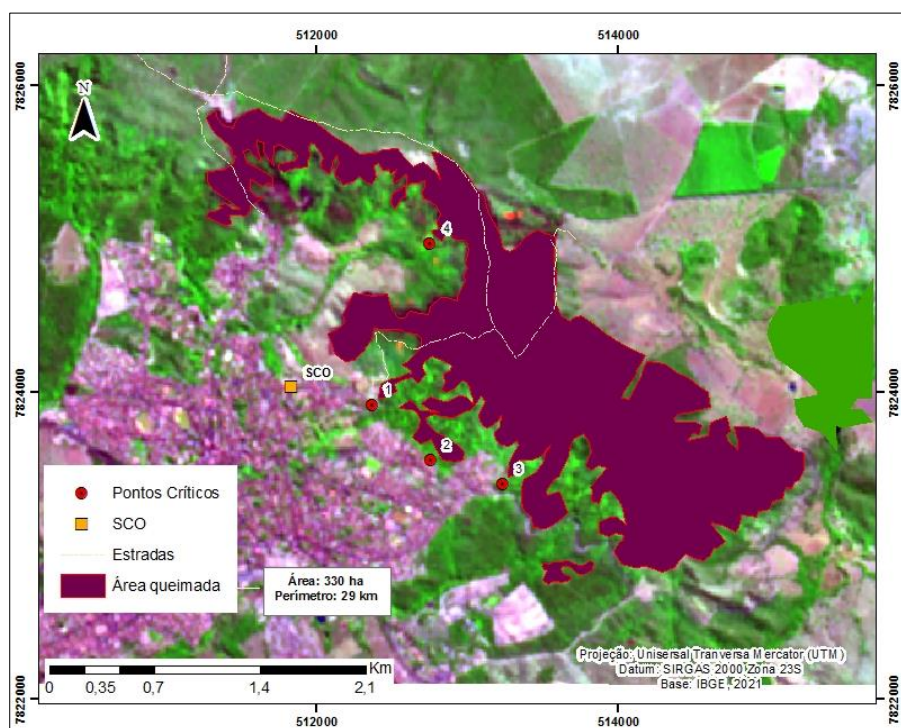 512000 514000
7826000
7826000
N
4
SCO
1
7824000
7824000
2
3
Pontos Críticos
SCO
Estradas
Área queimada
Área: 330 ha
Perímetro: 29 km
Km
0 0,35 0,7 1,4 2,1
Projeção: Unisersal Tranversa Mercator (UTM)
Datum: SIRGAS 2000 Zona 23S
Base: IBGE, 2021
7822000
7822000
512000 514000